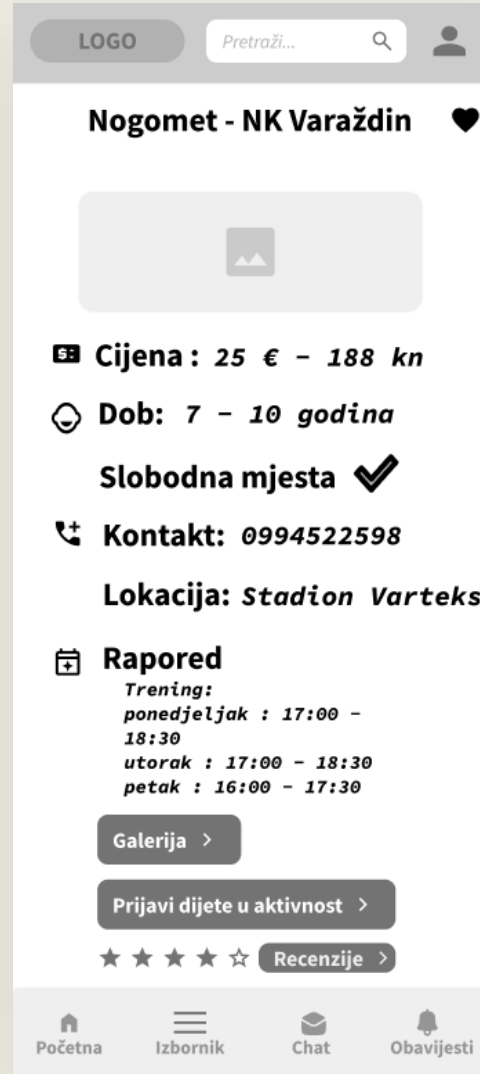 LOGO
Pretraži...
Nogomet - NK Varaždin
Cijena : 25 € - 188 kn
Dob: 7 - 10 godina
Slobodna mjesta
Kontakt: 0994522598
Lokacija: Stadion Varteks
Rapored
Trening:
ponedjeljak : 17:00 -
18:30
utorak : 17:00 - 18:30
petak : 16:00 - 17:30
Galerija
Prijavi dijete u aktivnost
Recenzije
Početna Izbornik Chat Obavijesti